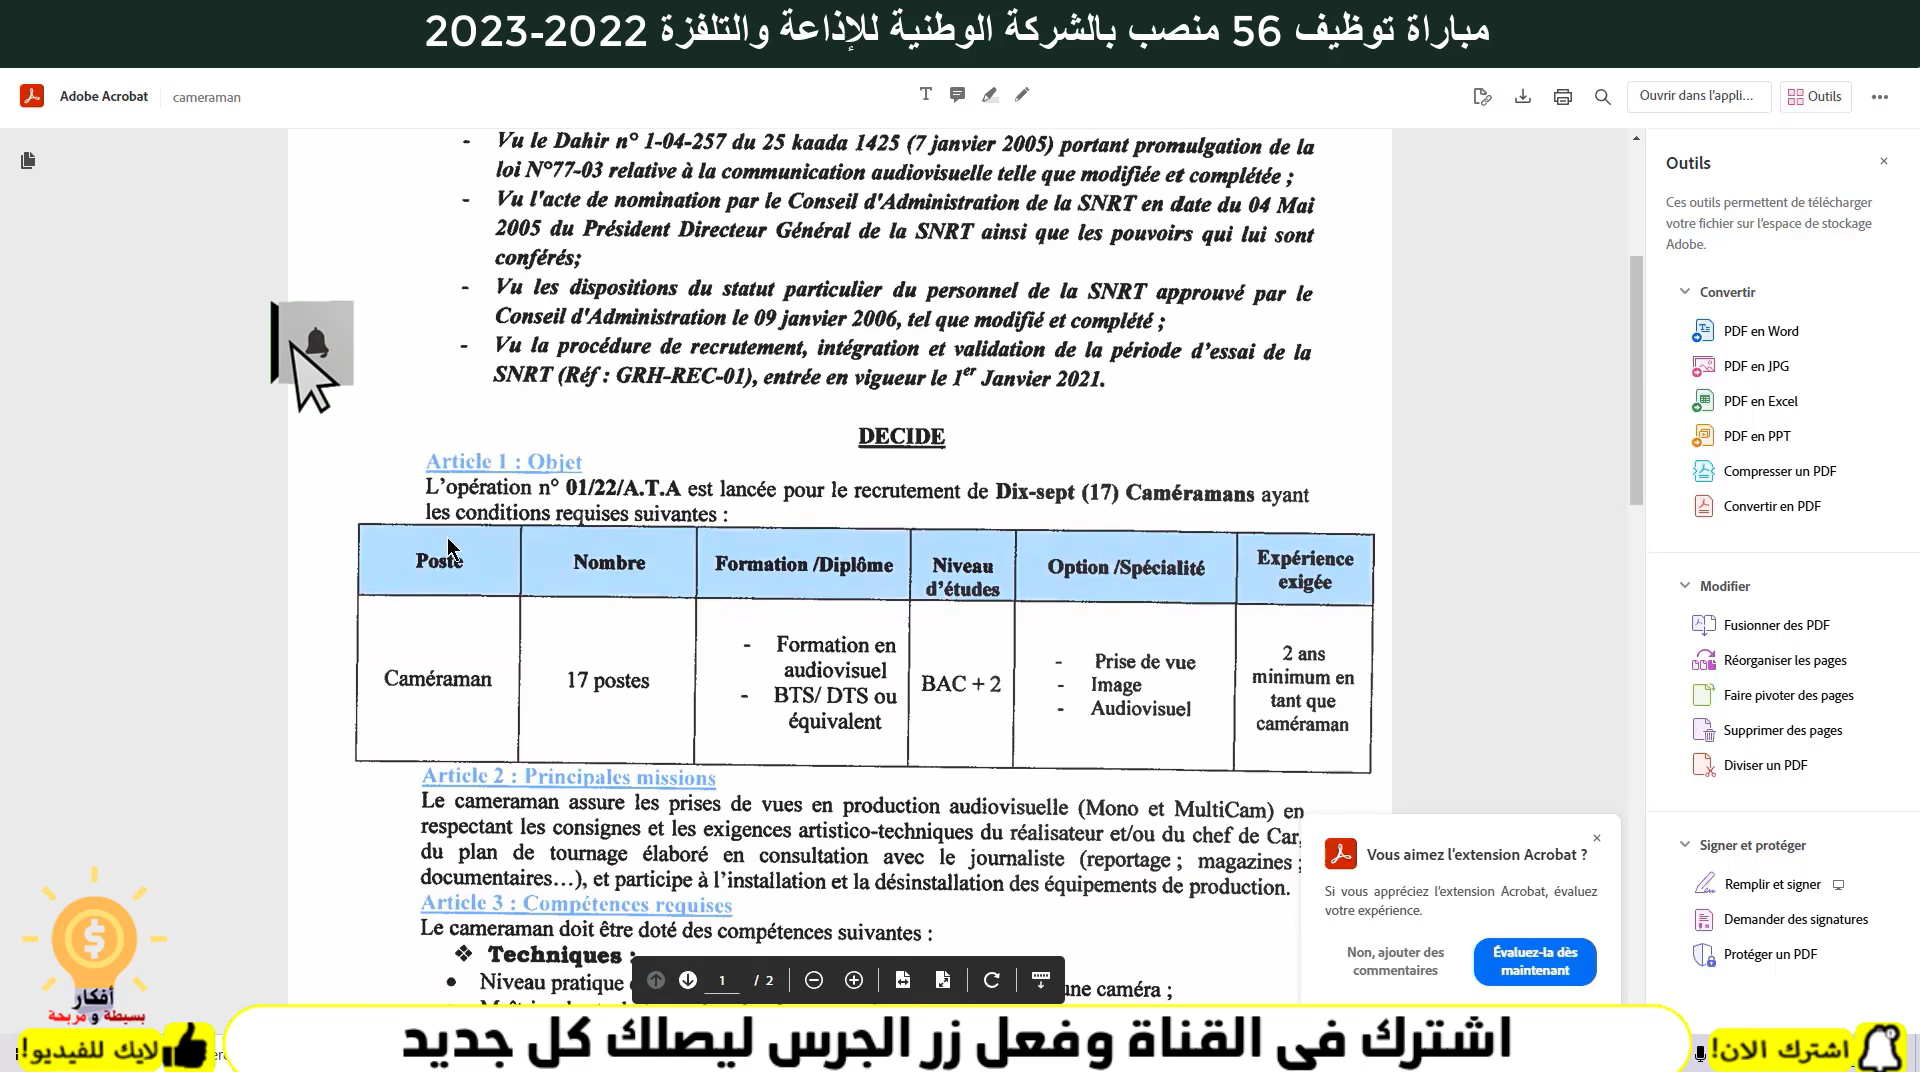 مباراة توظيف 56 منصب بالشركة الوطنية للإذاعة والتلفزة 2022-2023
Adobe Acrobat
cameraman
Ouvrir dans l'appli...
Outils
- Vu le Dahir n° 1-04-257 du 25 kaada 1425 (7 janvier 2005) portant promulgation de la
loi N°77-03 relative à la communication audiovisuelle telle que modifiée et complétée ;
- Vu l'acte de nomination par le Conseil d'Administration de la SNRT en date du 04 Mai
2005 du Président Directeur Général de la SNRT ainsi que les pouvoirs qui lui sont
conférés;
- Vu les dispositions du statut particulier du personnel de la SNRT approuvé par le
Conseil d'Administration le 09 janvier 2006, tel que modifié et complété ;
- Vu la procédure de recrutement, intégration et validation de la période d'essai de la
SNRT (Réf : GRH-REC-01), entrée en vigueur le 1er Janvier 2021.
DECIDE
Article 1 : Objet
L'opération n° 01/22/A.T.A est lancée pour le recrutement de Dix-sept (17) Caméramans ayant
les conditions requises suivantes :
Poste
Nombre
Formation /Diplôme
Niveau
d'études
Option /Spécialité
Expérience
exigée
Caméraman
17 postes
- Formation en
audiovisuel
- BTS/ DTS ou
équivalent
BAC + 2
- Prise de vue
- Image
- Audiovisuel
2 ans
minimum en
tant que
caméraman
Article 2 : Principales missions
Le cameraman assure les prises de vues en production audiovisuelle (Mono et MultiCam) en
respectant les consignes et les exigences artistico-techniques du réalisateur et/ou du chef de Car,
du plan de tournage élaboré en consultation avec le journaliste (reportage ; magazines ;
documentaires…), et participe à l'installation et la désinstallation des équipements de production.
Article 3 : Compétences requises
Le cameraman doit être doté des compétences suivantes :
❖ Techniques :
• Niveau pratique
une caméra ;
1 / 2
Outils
Ces outils permettent de télécharger
votre fichier sur l'espace de stockage
Adobe.
Convertir
PDF en Word
PDF en JPG
PDF en Excel
PDF en PPT
Compresser un PDF
Convertir en PDF
Modifier
Fusionner des PDF
Réorganiser les pages
Faire pivoter des pages
Supprimer des pages
Diviser un PDF
Signer et protéger
Remplir et signer
Demander des signatures
Protéger un PDF
Vous aimez l'extension Acrobat ?
Si vous appréciez l'extension Acrobat, évaluez
votre expérience.
Non, ajouter des
commentaires
Évaluez-la dès
maintenant
أفكار
بسيطة و مربحة
لايك للفيديو!
اشترك في القناة وفعل زر الجرس ليصلك كل جديد
اشترك الان!